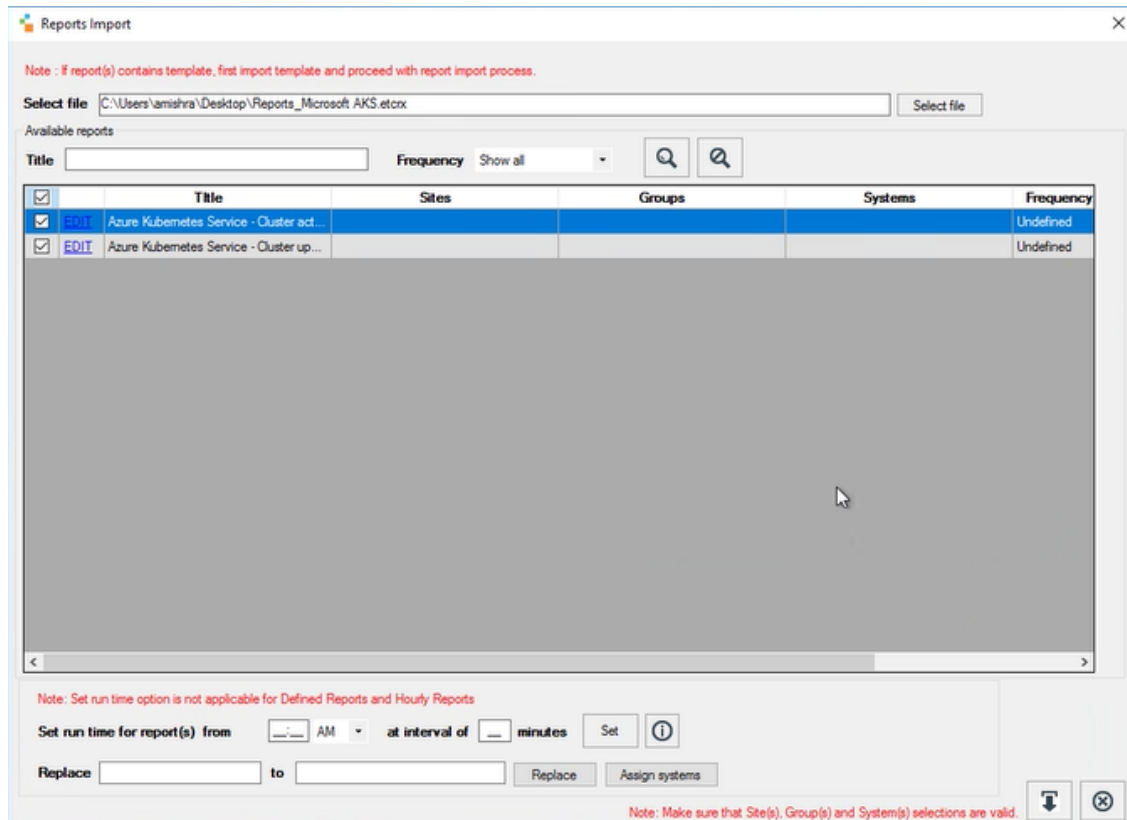 Reports Import
Note : If report(s) contains template, first import template and proceed with report import process.
Select file C:\Users\amishra\Desktop\Reports_Microsoft AKS.etcrx Select file
Available reports
Title Frequency Show all
Title Sites Groups Systems Frequency
EDIT Azure Kubernetes Service - Cluster act... Undefined
EDIT Azure Kubernetes Service - Cluster up... Undefined
Note: Set run time option is not applicable for Defined Reports and Hourly Reports
Set run time for report(s) from __:__ AM at interval of __ minutes Set
Replace to Replace Assign systems
Note: Make sure that Site(s), Group(s) and System(s) selections are valid.